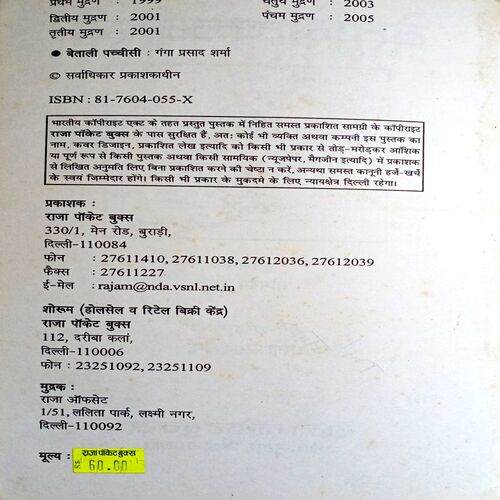 प्रथम मुद्रण : 1999 चतुर्थ मुद्रण : 2003
द्वितीय मुद्रण : 2001 पंचम मुद्रण : 2005
तृतीय मुद्रण : 2001
● बेताली पच्चीसी : गंगा प्रसाद शर्मा
© सर्वाधिकार प्रकाशकाधीन
ISBN : 81-7604-055-X
भारतीय कॉपीराइट एक्ट के तहत प्रस्तुत पुस्तक में निहित समस्त प्रकाशित सामग्री के कॉपीराइट
राजा पॉकेट बुक्स के पास सुरक्षित हैं, अत: कोई भी व्यक्ति अथवा कम्पनी इस पुस्तक का
नाम, कवर डिजाइन, प्रकाशित लेख इत्यादि को किसी भी प्रकार से तोड़-मरोड़कर आंशिक
या पूर्ण रूप से किसी पुस्तक अथवा किसी सामयिक (न्यूजपेपर, मैगजीन इत्यादि) में प्रकाशक
से लिखित अनुमति लिए बिना प्रकाशित करने की चेष्टा न करें, अन्यथा समस्त कानूनी हर्जे-खर्चे
के स्वयं जिम्मेदार होंगे। किसी भी प्रकार के मुकदमे के लिए न्यायक्षेत्र दिल्ली रहेगा।
प्रकाशक :
राजा पॉकेट बुक्स
330/1, मेन रोड, बुराड़ी,
दिल्ली-110084
फोन : 27611410, 27611038, 27612036, 27612039
फैक्स : 27611227
ई-मेल : rajam@nda.vsnl.net.in
शोरूम (होलसेल व रिटेल बिक्री केंद्र)
राजा पॉकेट बुक्स
112, दरीबा कलां,
दिल्ली-110006
फोन : 23251092, 23251109
मुद्रक :
राजा ऑफसेट
1/51, ललिता पार्क, लक्ष्मी नगर,
दिल्ली-110092
मूल्य : राजा पॉकेट बुक्स
RS. 60.00